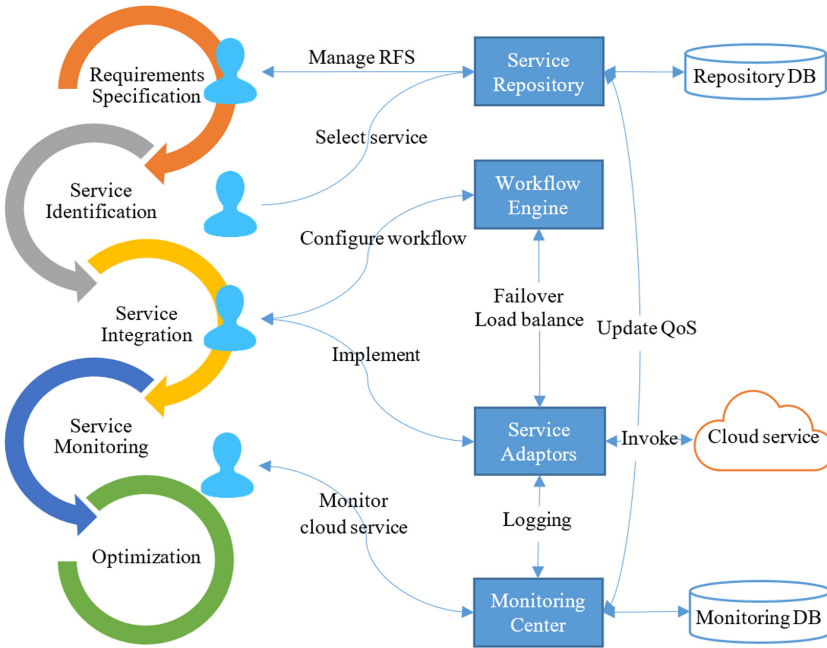 Requirements
Specification
Manage RFS
Service
Repository
Repository DB
Select service
Service
Identification
Workflow
Engine
Configure workflow
Service
Integration
Failover
Load balance
Update QoS
Implement
Service
Monitoring
Service
Adaptors
Invoke
Cloud service
Monitor
cloud service
Logging
Optimization
Monitoring
Center
Monitoring DB